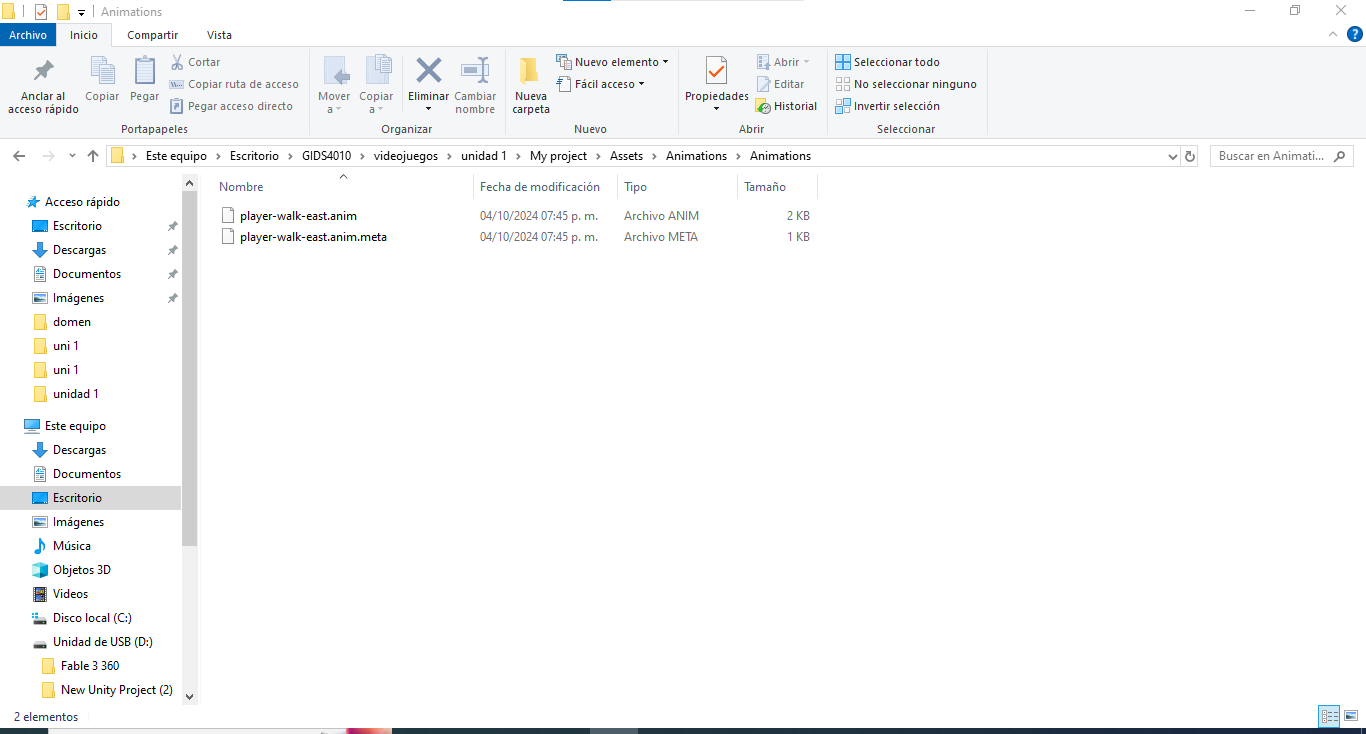 Animations
Archivo Inicio Compartir Vista
?
Anclar al acceso rápido
Copiar
Pegar
Cortar
Copiar ruta de acceso
Pegar acceso directo
Portapapeles
Mover a
Copiar a
Eliminar
Cambiar nombre
Organizar
Nueva carpeta
Nuevo elemento
Fácil acceso
Nuevo
Propiedades
Abrir
Editar
Historial
Abrir
Seleccionar todo
No seleccionar ninguno
Invertir selección
Seleccionar
Este equipo > Escritorio > GIDS4010 > videojuegos > unidad 1 > My project > Assets > Animations > Animations
Buscar en Animati...
Acceso rápido
Escritorio
Descargas
Documentos
Imágenes
domen
uni 1
uni 1
unidad 1
Este equipo
Descargas
Documentos
Escritorio
Imágenes
Música
Objetos 3D
Videos
Disco local (C:)
Unidad de USB (D:)
Fable 3 360
New Unity Project (2)
Nombre Fecha de modificación Tipo Tamaño
player-walk-east.anim 04/10/2024 07:45 p. m. Archivo ANIM 2 KB
player-walk-east.anim.meta 04/10/2024 07:45 p. m. Archivo META 1 KB
2 elementos